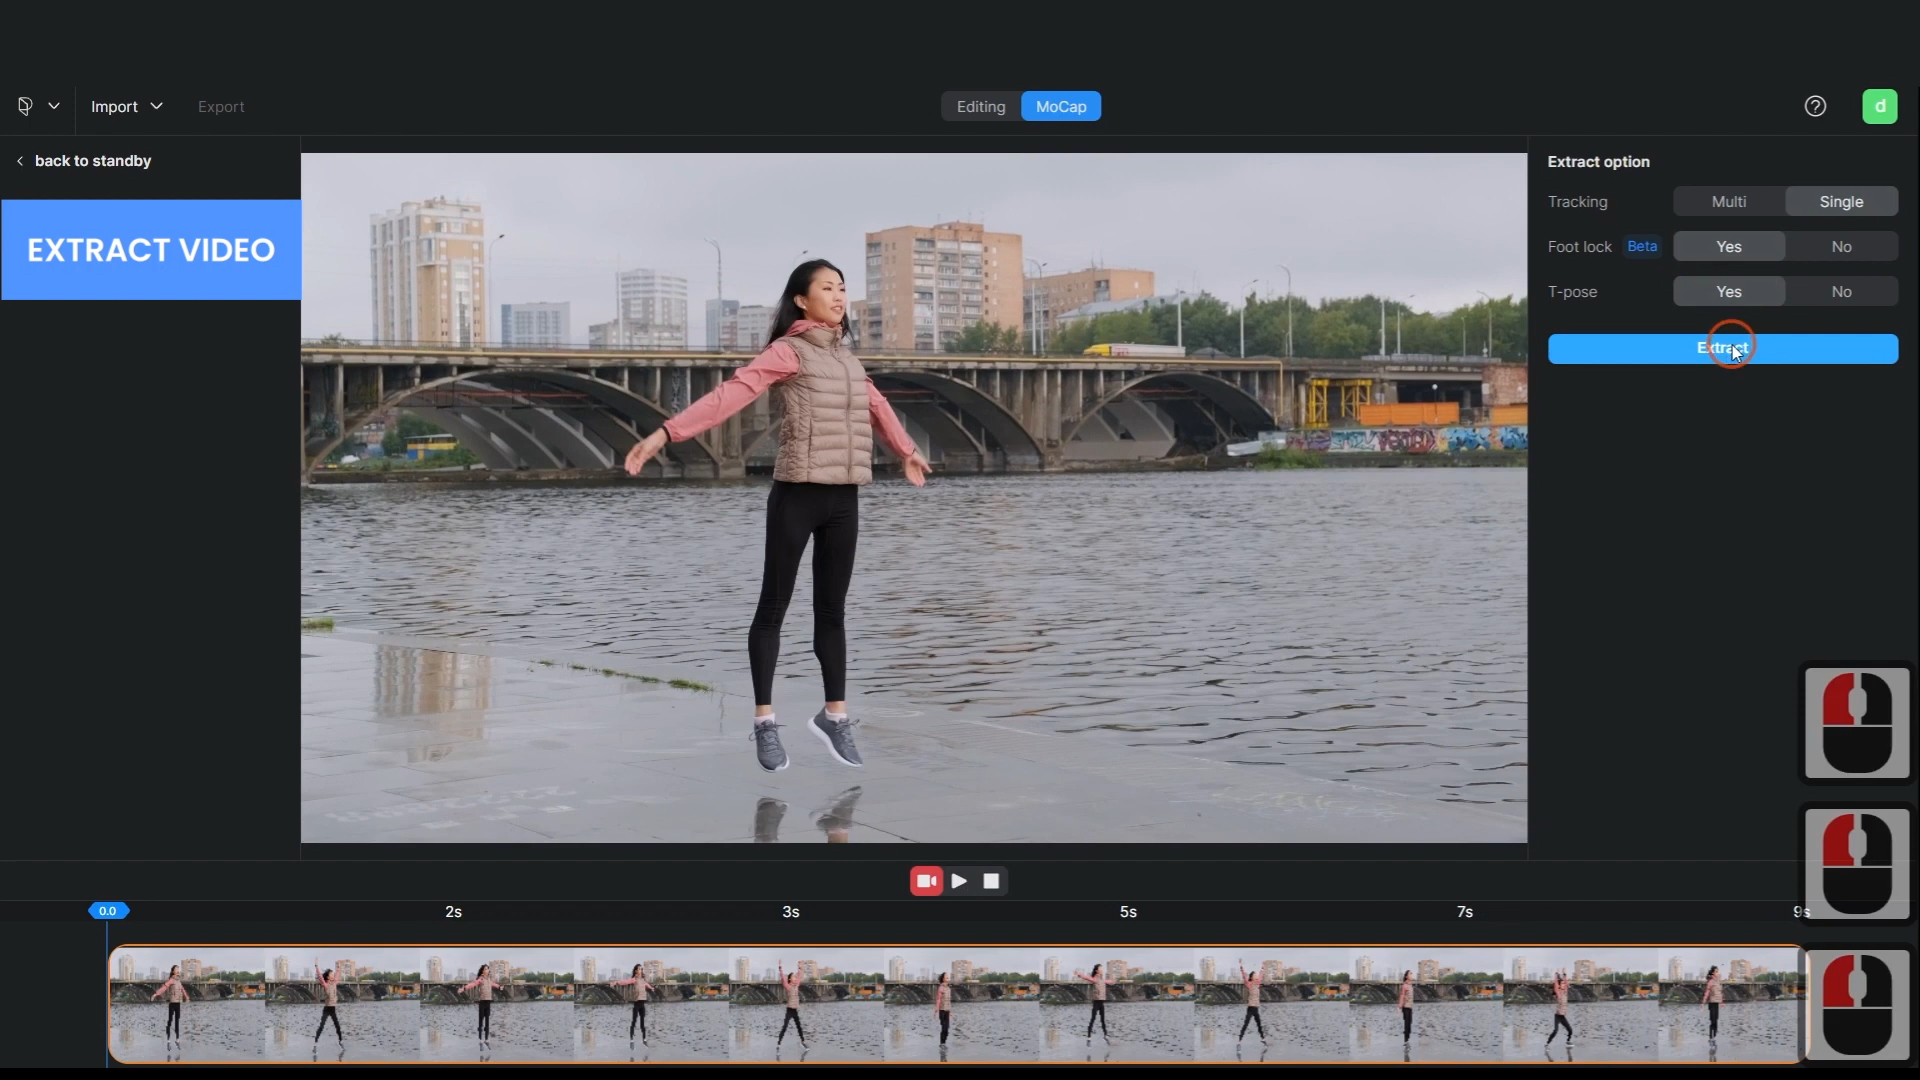 Import
Export
Editing
MoCap
d
back to standby
EXTRACT VIDEO
Extract option
Tracking
Multi
Single
Foot lock
Beta
Yes
No
T-pose
Yes
No
Extract
0.0
2s
3s
5s
7s
9s